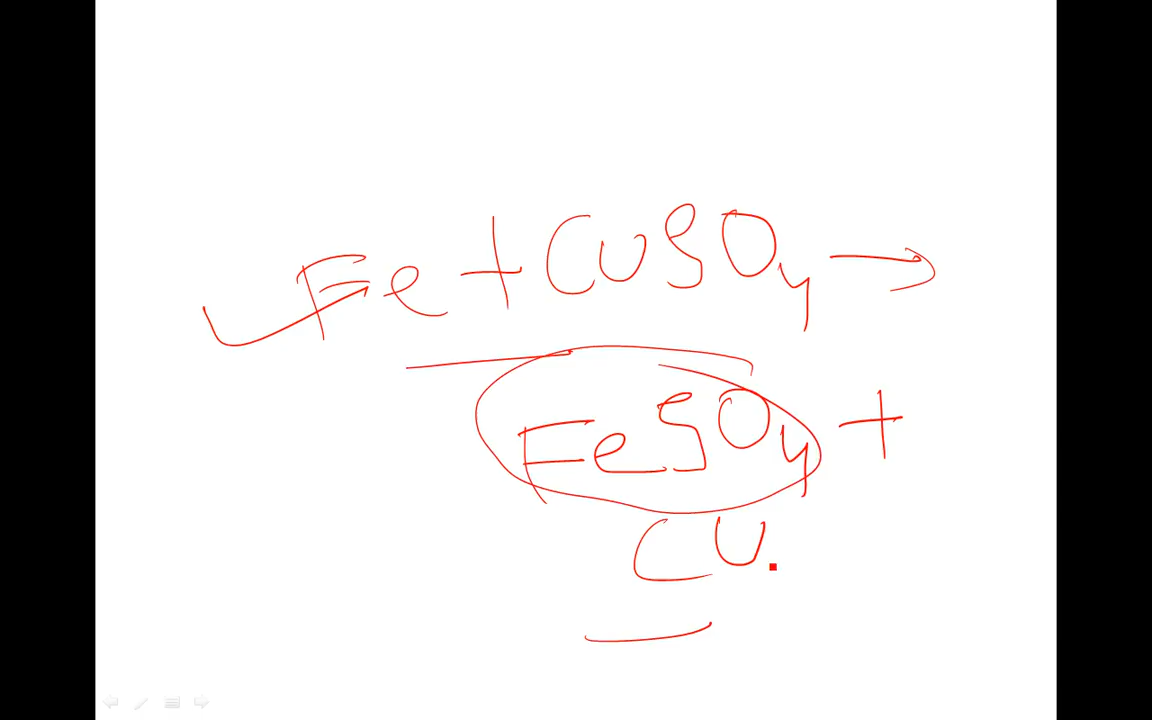 Fe + CuSO4 →
FeSO4 +
Cu